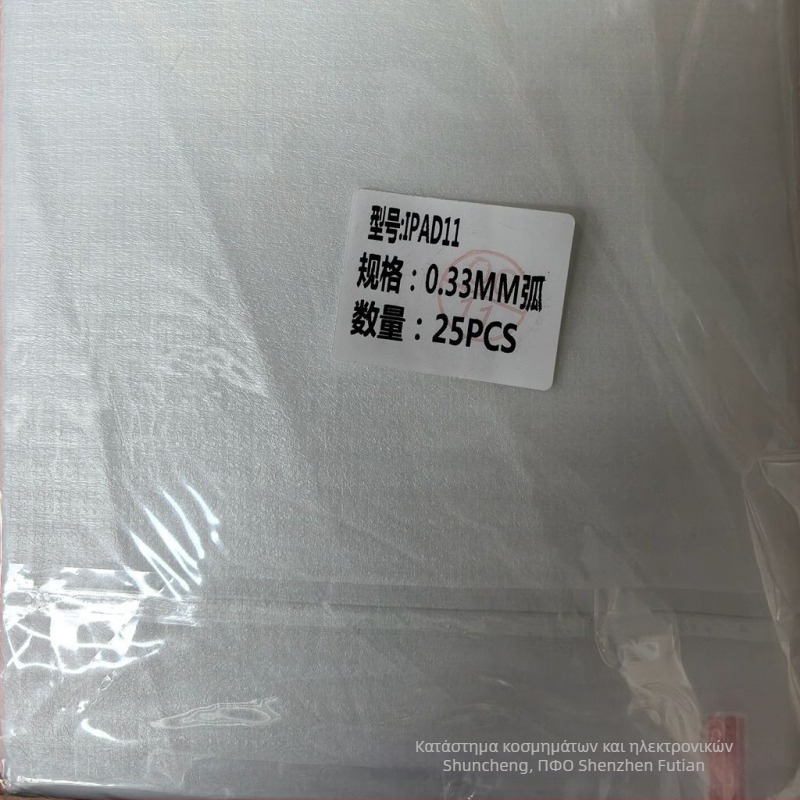 型号:IPAD11
规格：0.33MM弧
数量：25PCS
Κατάστημα κοσμημάτων και ηλεκτρονικών
Shuncheng, ΠΦΟ Shenzhen Futian